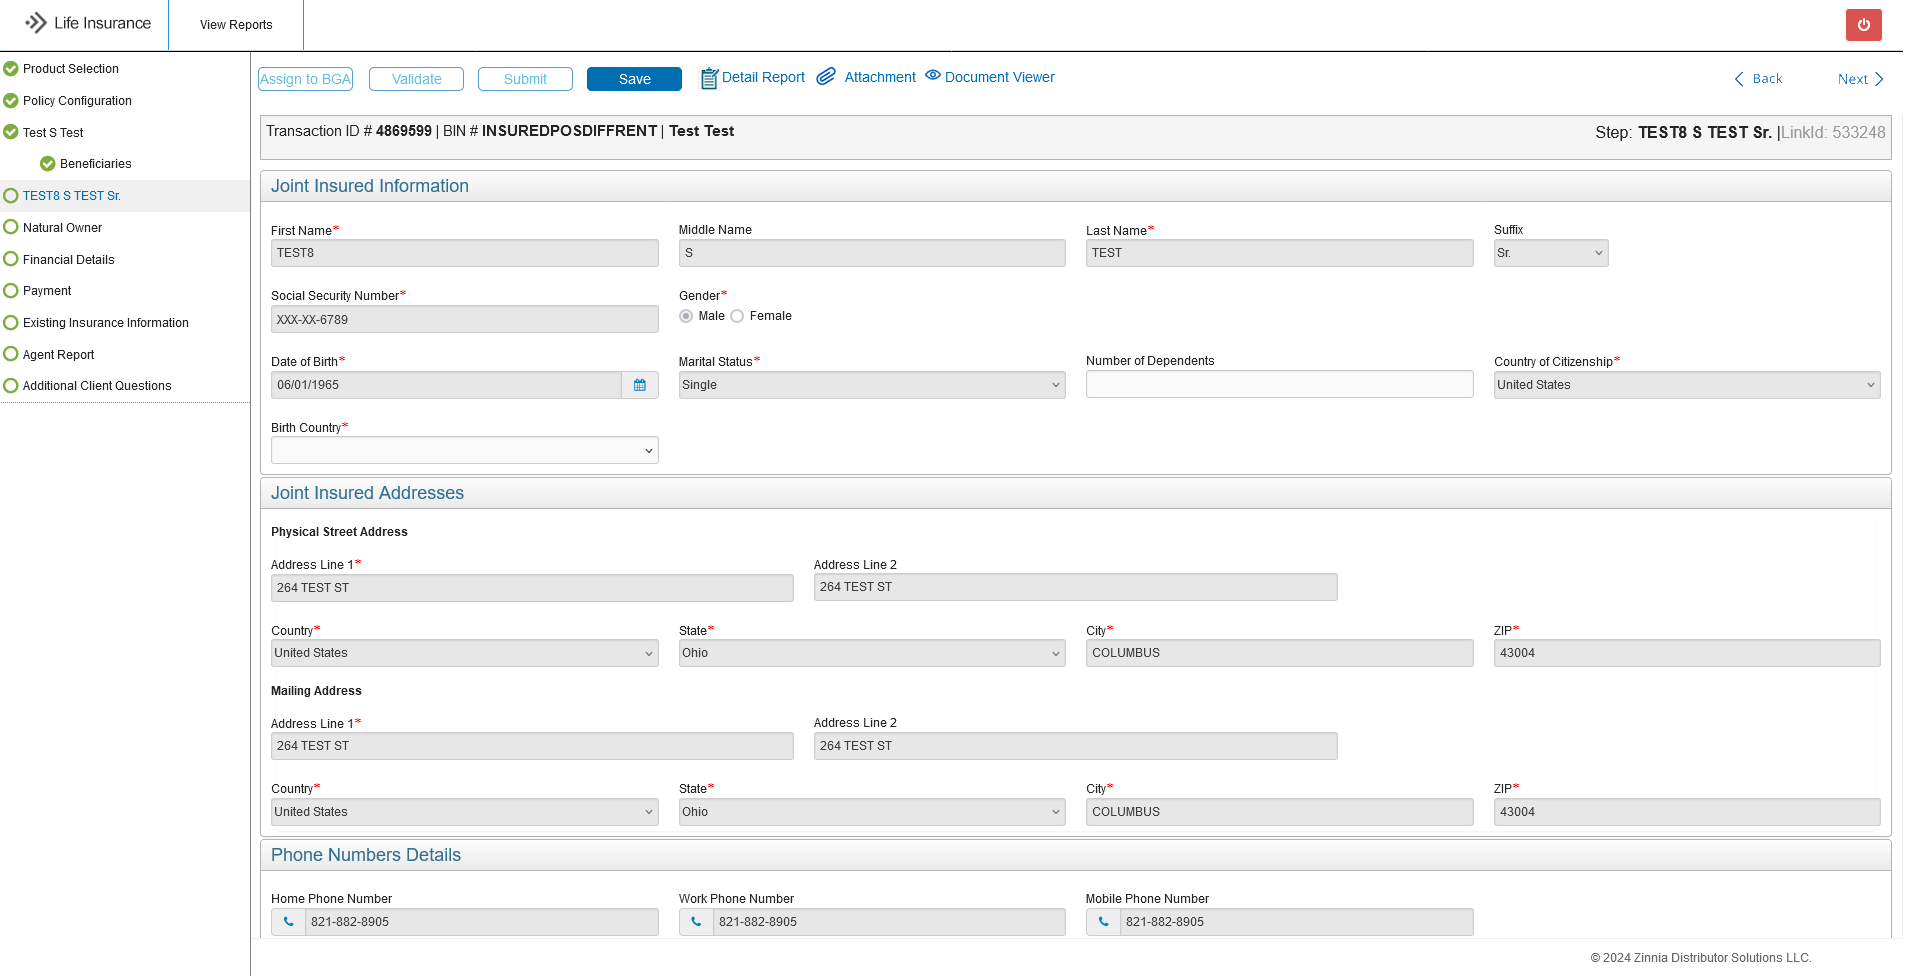 Life Insurance
View Reports
Product Selection
Policy Configuration
Test S Test
Beneficiaries
TEST8 S TEST Sr.
Natural Owner
Financial Details
Payment
Existing Insurance Information
Agent Report
Additional Client Questions
Assign to BGA Validate Submit Save Detail Report Attachment Document Viewer Back Next
Transaction ID # 4869599 | BIN # INSUREDPOSDIFFRENT | Test Test
Step: TEST8 S TEST Sr. |LinkId: 533248
Joint Insured Information
First Name* Middle Name Last Name* Suffix
TEST8 S TEST Sr.
Social Security Number* Gender*
XXX-XX-6789 Male Female
Date of Birth* Marital Status* Number of Dependents Country of Citizenship*
06/01/1965 Single United States
Birth Country*
Joint Insured Addresses
Physical Street Address
Address Line 1* Address Line 2
264 TEST ST 264 TEST ST
Country* State* City* ZIP*
United States Ohio COLUMBUS 43004
Mailing Address
Address Line 1* Address Line 2
264 TEST ST 264 TEST ST
Country* State* City* ZIP*
United States Ohio COLUMBUS 43004
Phone Numbers Details
Home Phone Number Work Phone Number Mobile Phone Number
821-882-8905 821-882-8905 821-882-8905
© 2024 Zinnia Distributor Solutions LLC.